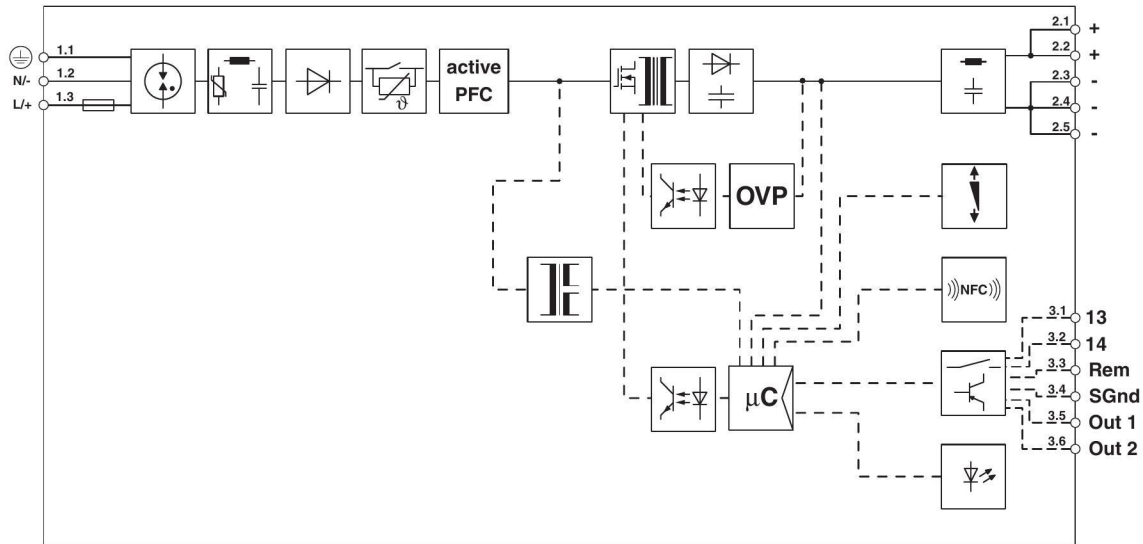 1.1
N/- 1.2
L/+ 1.3
active
PFC
ϑ
2.1 +
2.2 +
2.3 -
2.4 -
2.5 -
OVP
)))NFC)))
µC
3.1 13
3.2 14
3.3 Rem
3.4 SGnd
3.5 Out 1
3.6 Out 2